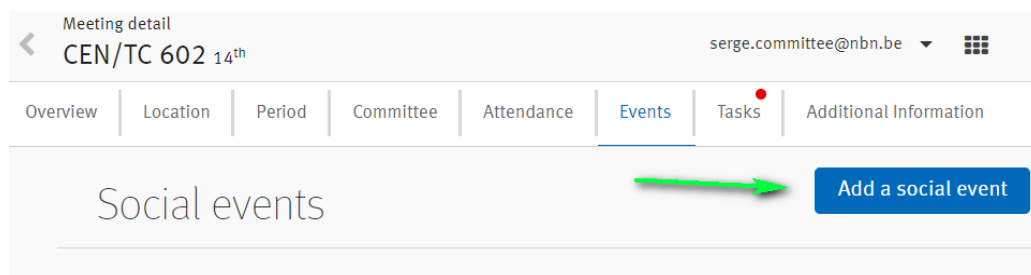 Meeting detail
CEN/TC 602 14th
serge.committee@nbn.be
Overview Location Period Committee Attendance Events Tasks Additional Information
Social events
Add a social event